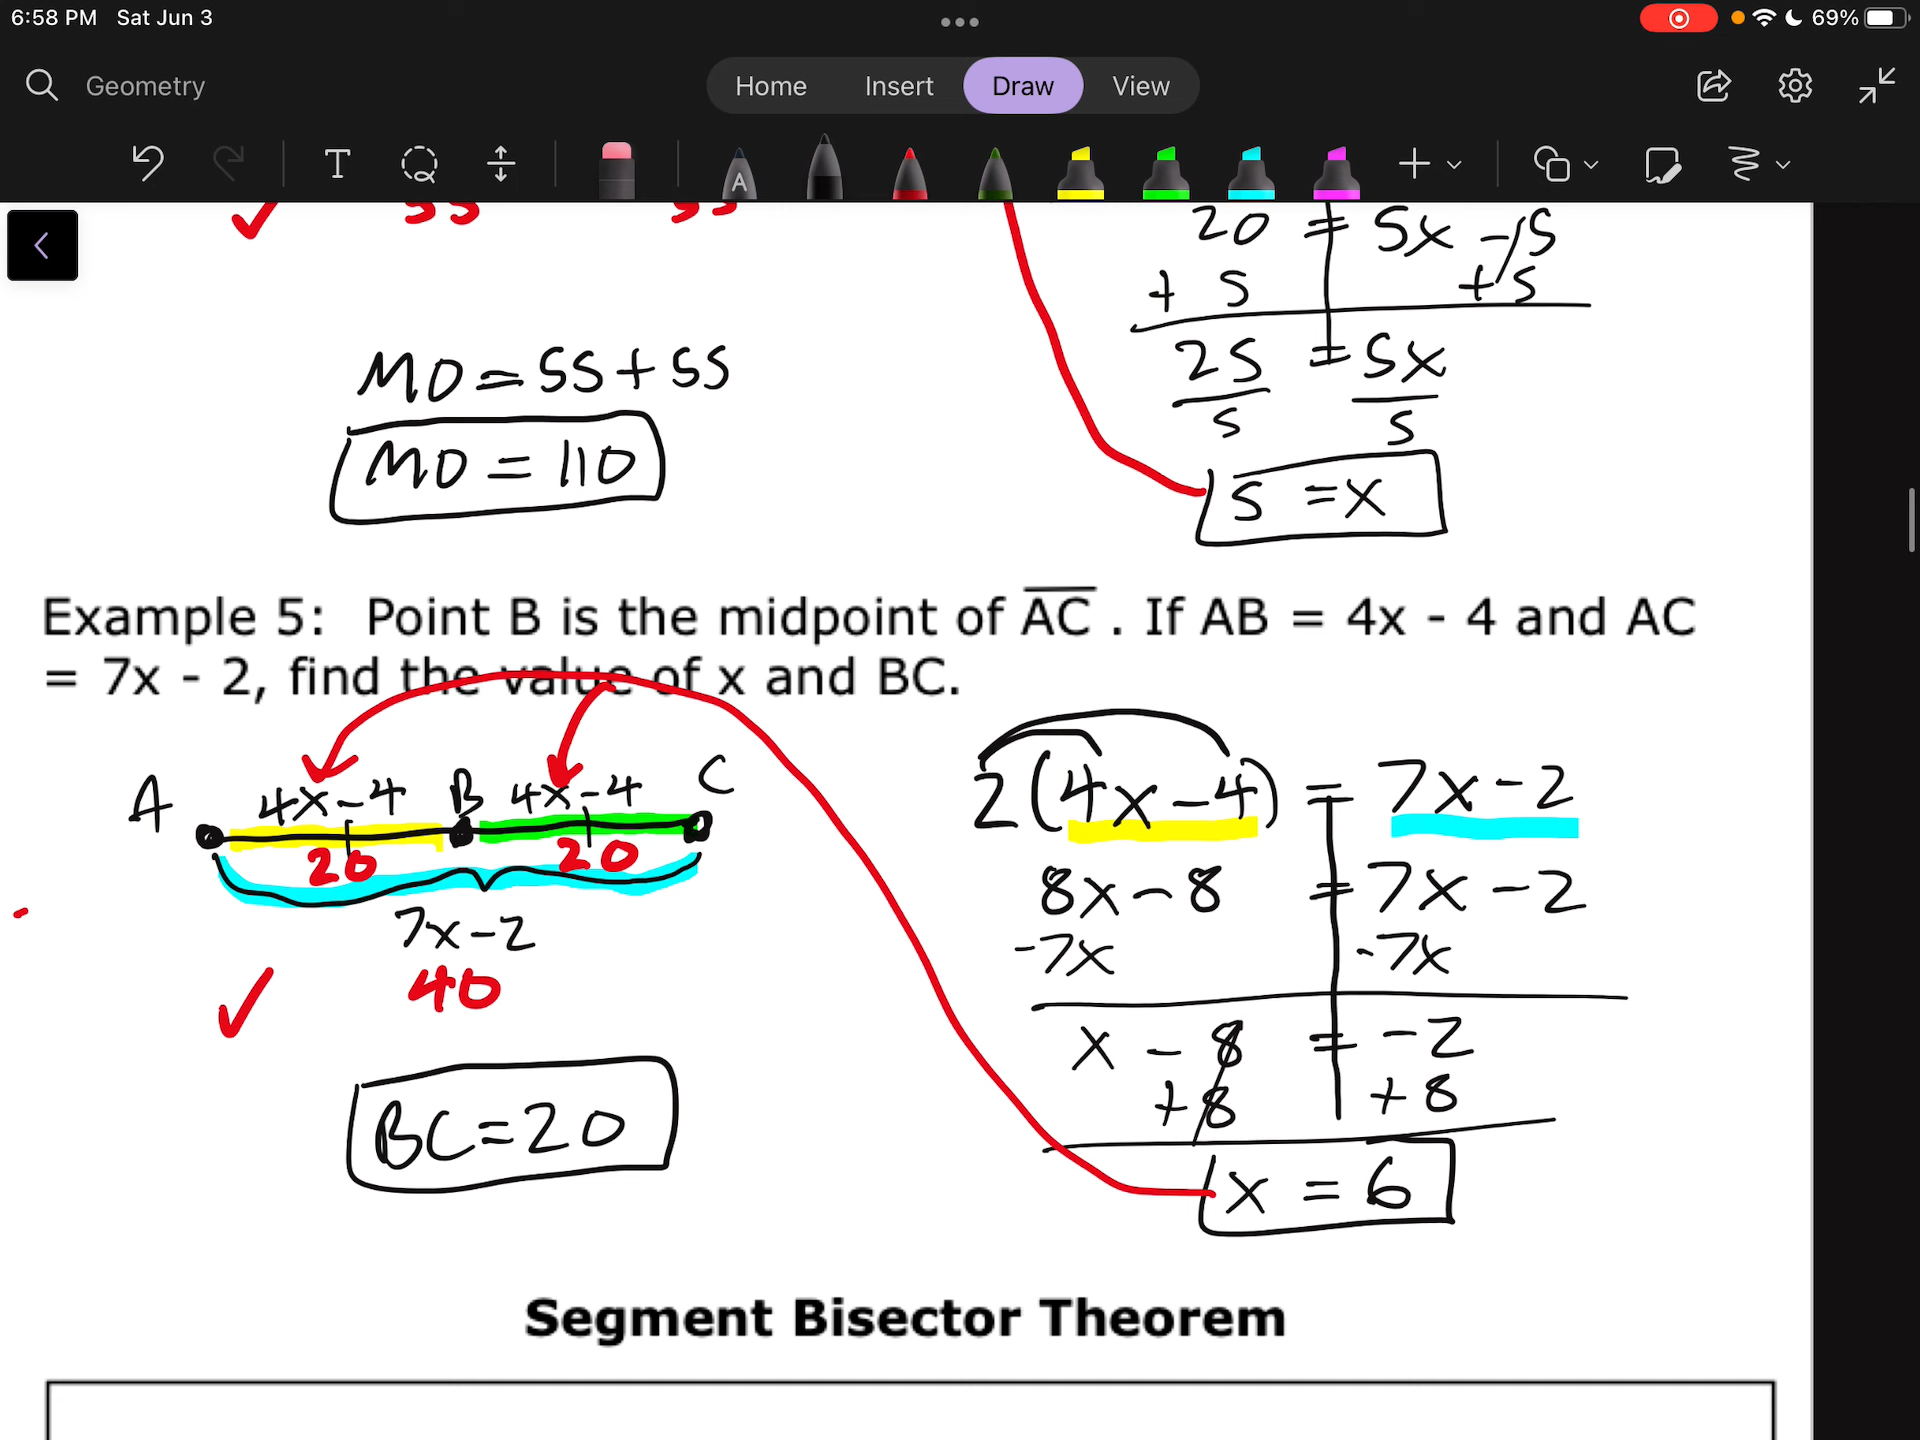 6:58 PM Sat Jun 3
69%
Geometry
Home Insert Draw View
T
A
55 55
20 = 5x - 5
+ 5 + 5
MO = 55 + 55
25 = 5x
5 5
MO = 110
5 = x
Example 5: Point B is the midpoint of AC . If AB = 4x - 4 and AC
= 7x - 2, find the value of x and BC.
A 4x-4 B 4x-4 C
20 20
7x-2
40
BC=20
2(4x-4) = 7x-2
8x-8 = 7x-2
-7x -7x
x - 8 = -2
+8 +8
x = 6
Segment Bisector Theorem